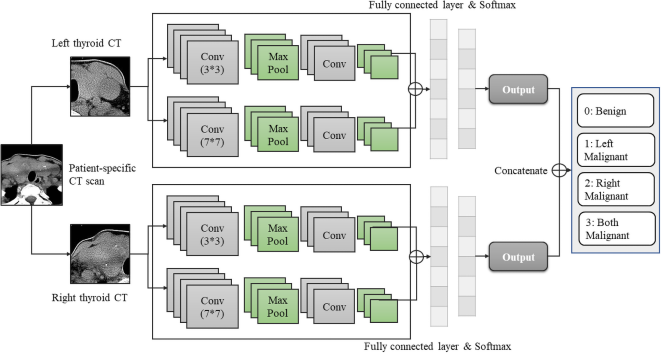 Fully connected layer & Softmax
Left thyroid CT
Conv
(3*3)
Max
Pool
Conv
Conv
(7*7)
Max
Pool
Conv
Output
Patient-specific
CT scan
Concatenate
0: Benign
1: Left
Malignant
2: Right
Malignant
3: Both
Malignant
Right thyroid CT
Conv
(3*3)
Max
Pool
Conv
Conv
(7*7)
Max
Pool
Conv
Output
Fully connected layer & Softmax